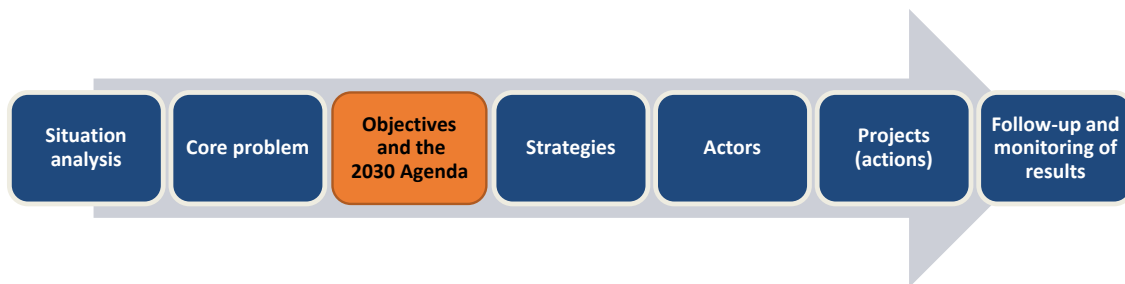 Situation
analysis
Core problem
Objectives
and the
2030 Agenda
Strategies
Actors
Projects
(actions)
Follow-up and
monitoring of
results